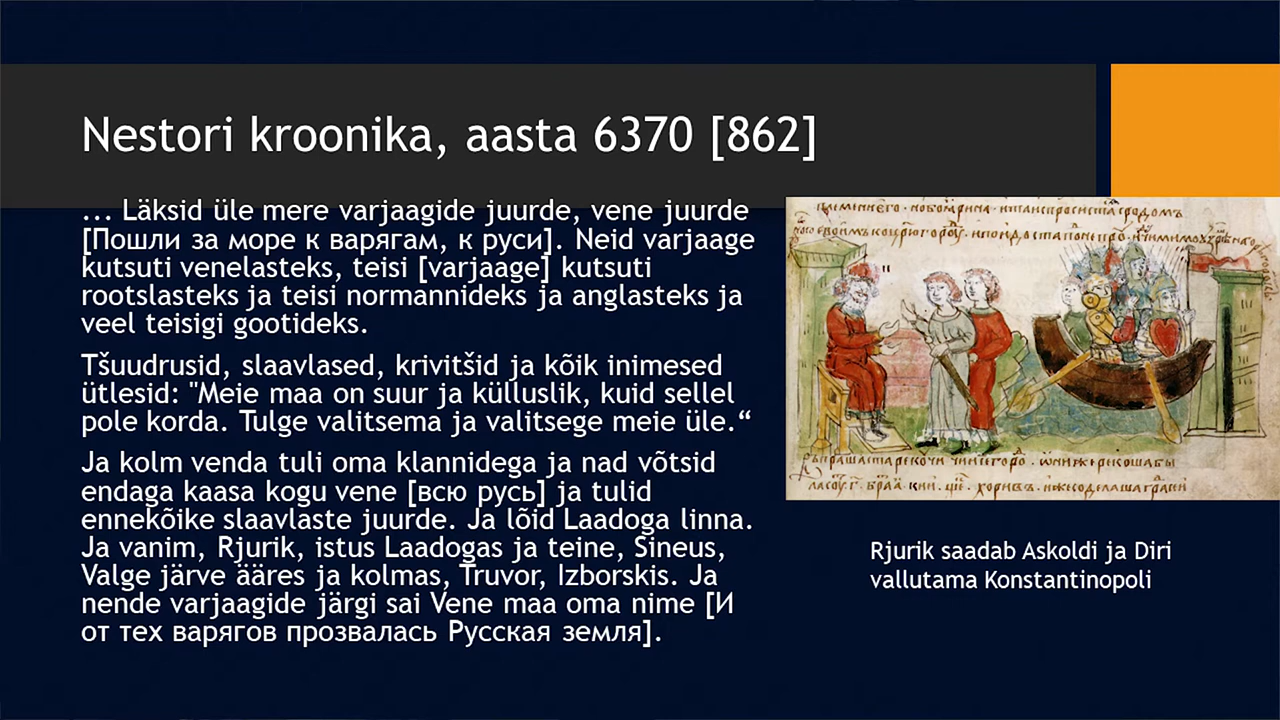 Nestori kroonika, aasta 6370 [862]
... Läksid üle mere varjaagide juurde, vene juurde
[Пошли за море к варягам, к руси]. Neid varjaage
kutsuti venelasteks, teisi [varjaage] kutsuti
rootslasteks ja teisi normannideks ja anglasteks ja
veel teisigi gootideks.
Tšuudrusid, slaavlased, krivitšid ja kõik inimesed
ütlesid: "Meie maa on suur ja külluslik, kuid sellel
pole korda. Tulge valitsema ja valitsege meie üle.“
Ja kolm venda tuli oma klannidega ja nad võtsid
endaga kaasa kogu vene [всю русь] ja tulid
ennekõike slaavlaste juurde. Ja lõid Laadoga linna.
Ja vanim, Rjurik, istus Laadogas ja teine, Sineus,
Valge järve ääres ja kolmas, Truvor, Izborskis. Ja
nende varjaagide järgi sai Vene maa oma nime [И
от тех варягов прозвалась Русская земля].
Rjurik saadab Askoldi ja Diri
vallutama Konstantinopoli